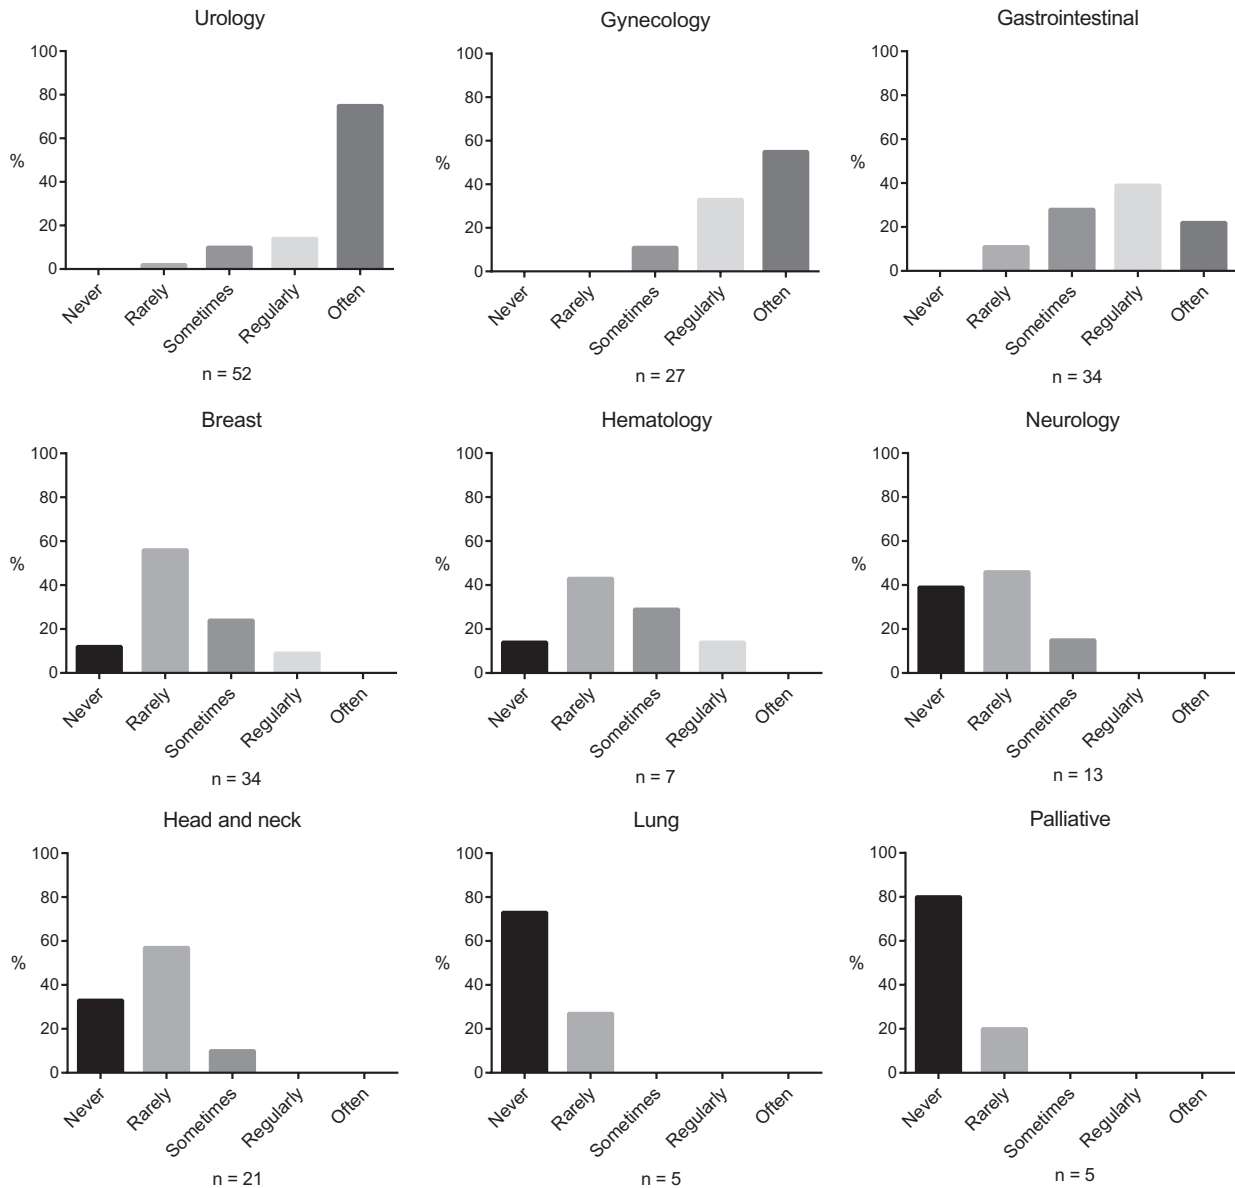 Urology
Gynecology
Gastrointestinal
100
80
60
40
20
0
%
Never
Rarely
Sometimes
Regularly
Often
n = 52
100
80
60
40
20
0
%
Never
Rarely
Sometimes
Regularly
Often
n = 27
100
80
60
40
20
0
%
Never
Rarely
Sometimes
Regularly
Often
n = 34
Breast
Hematology
Neurology
100
80
60
40
20
0
%
Never
Rarely
Sometimes
Regularly
Often
n = 34
100
80
60
40
20
0
%
Never
Rarely
Sometimes
Regularly
Often
n = 7
100
80
60
40
20
0
%
Never
Rarely
Sometimes
Regularly
Often
n = 13
Head and neck
Lung
Palliative
100
80
60
40
20
0
%
Never
Rarely
Sometimes
Regularly
Often
n = 21
100
80
60
40
20
0
%
Never
Rarely
Sometimes
Regularly
Often
n = 5
100
80
60
40
20
0
%
Never
Rarely
Sometimes
Regularly
Often
n = 5